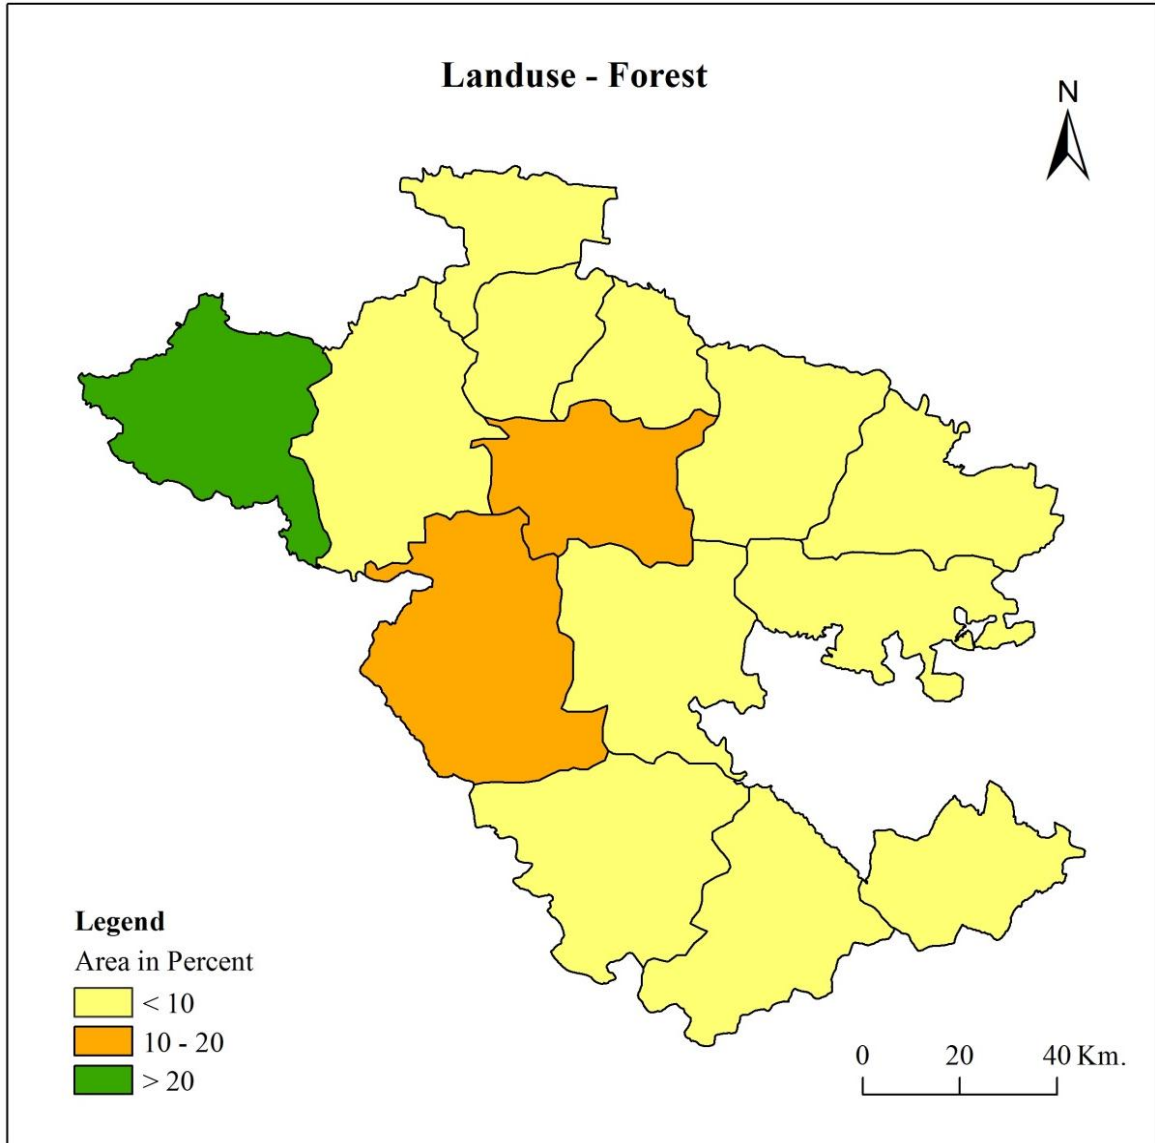 Landuse - Forest
N
Legend
Area in Percent
< 10
10 - 20
> 20
0 20 40 Km.